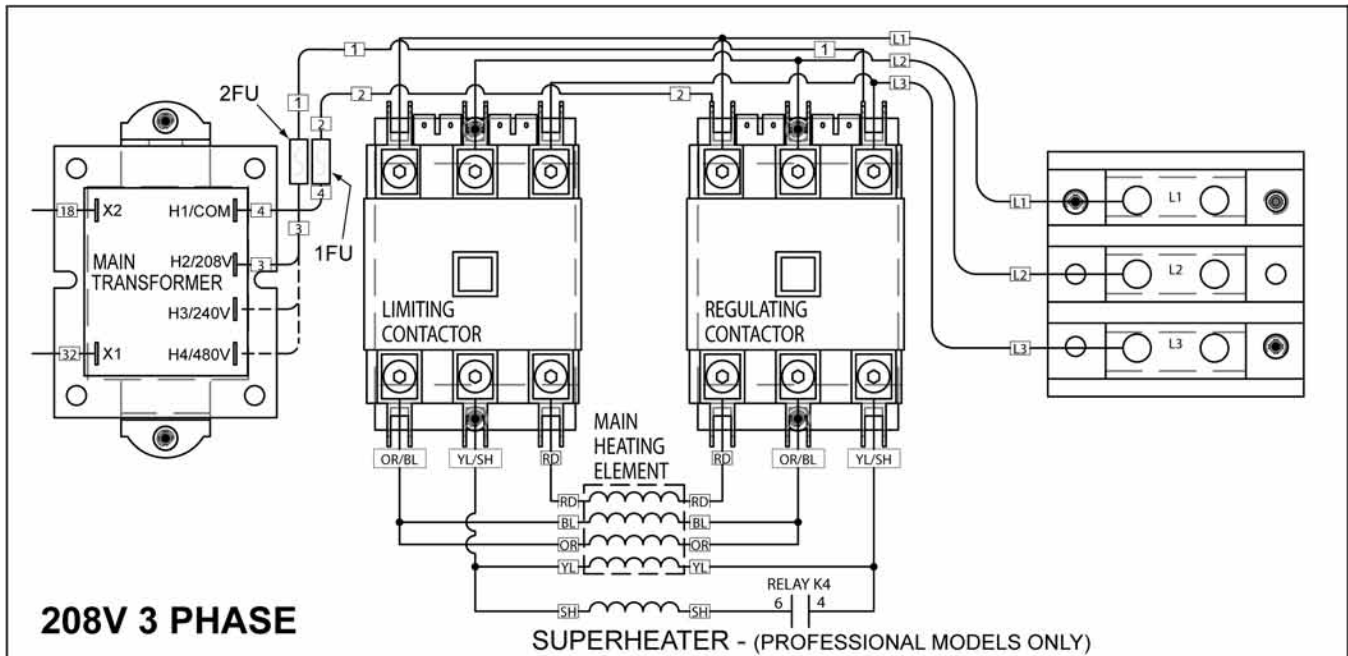 1
1
L1
L2
L3
2FU
1
2
2
2
4
18
X2
H1/COM
4
3
1FU
L1
L1
MAIN
TRANSFORMER
H2/208V
3
L2
L2
H3/240V
LIMITING
CONTACTOR
REGULATING
CONTACTOR
32
X1
H4/480V
L3
L3
MAIN
HEATING
ELEMENT
OR/BL
YL/SH
RD
RD
OR/BL
YL/SH
RD
RD
BL
BL
OR
OR
YL
YL
RELAY K4
6
4
SH
SH
208V 3 PHASE
SUPERHEATER - (PROFESSIONAL MODELS ONLY)